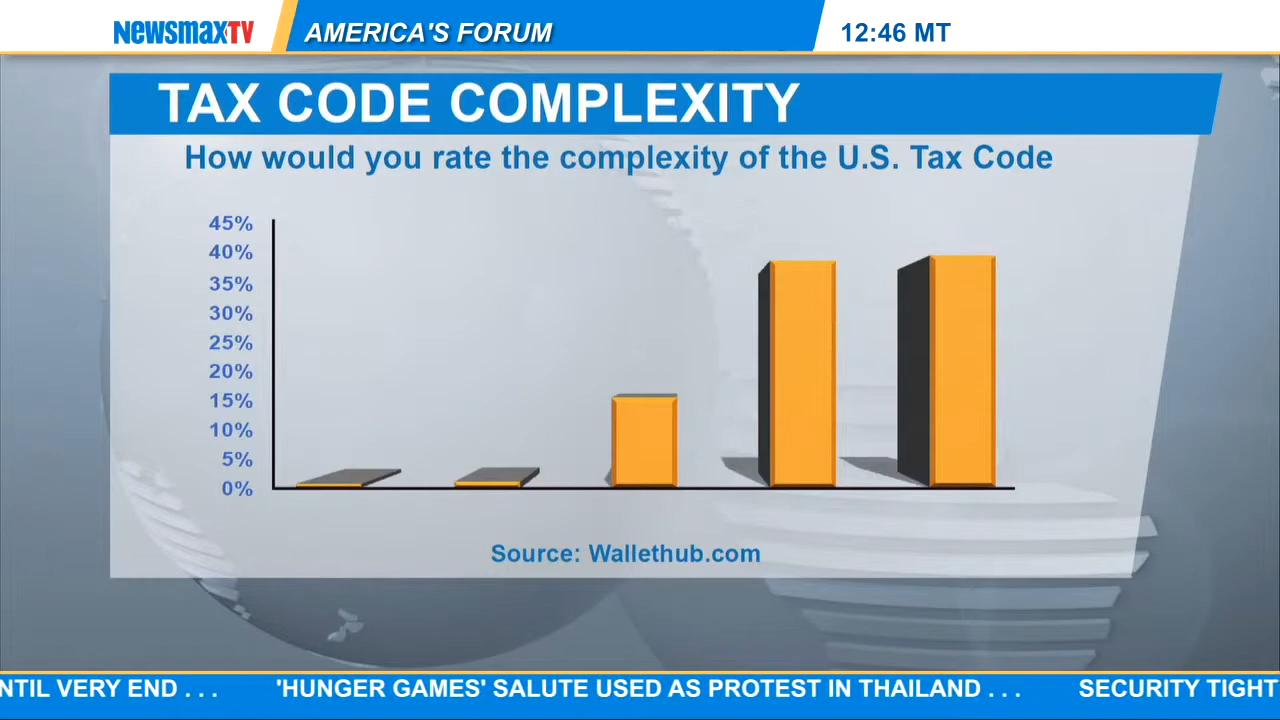 NEWSMAXTV
AMERICA'S FORUM
12:46 MT
TAX CODE COMPLEXITY
How would you rate the complexity of the U.S. Tax Code
45%
40%
35%
30%
25%
20%
15%
10%
5%
0%
Source: Wallethub.com
NTIL VERY END . . . 'HUNGER GAMES' SALUTE USED AS PROTEST IN THAILAND . . . SECURITY TIGHT